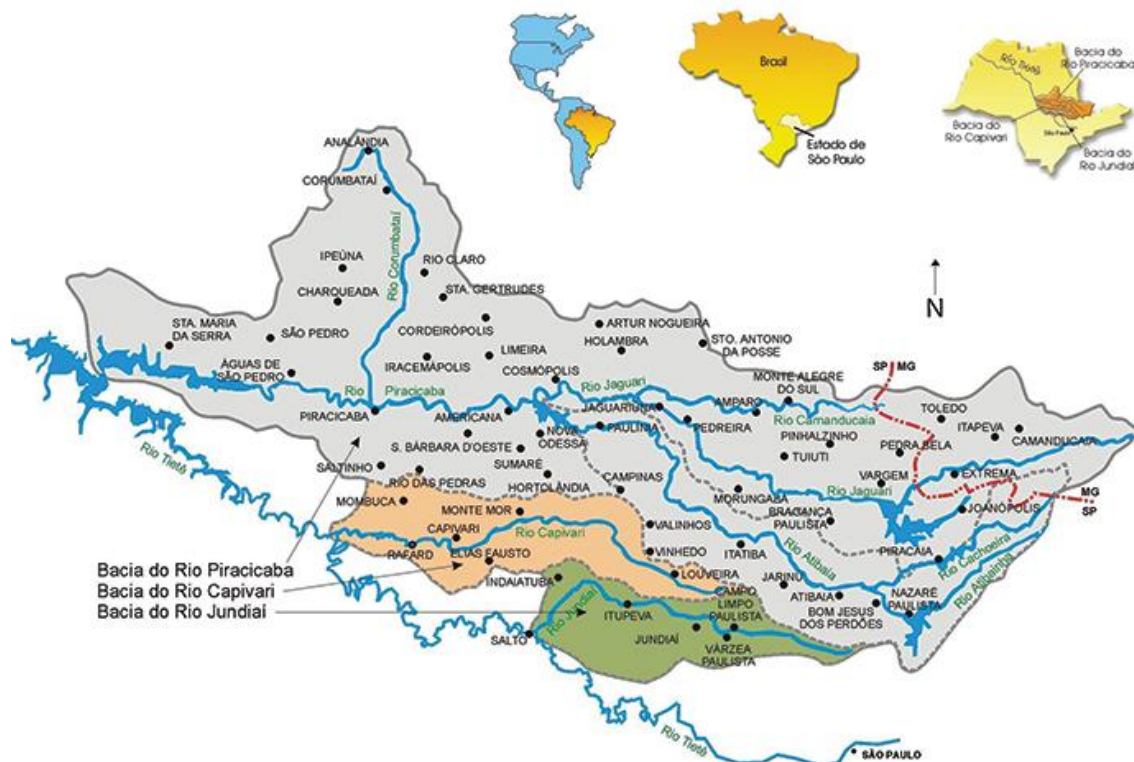 Brasil
Estado de
São Paulo
Rio Tietê
Bacia do
Rio Piracicaba
Bacia do
Rio Capivari
São Paulo
Bacia do
Rio Jundiaí
N
ANALÂNDIA
CORUMBATAÍ
Rio Corumbataí
IPEÚNA
RIO CLARO
CHARQUEADA
STA. GERTRUDES
STA. MARIA
DA SERRA
SÃO PEDRO
CORDEIRÓPOLIS
ARTUR NOGUEIRA
HOLAMBRA
STO. ANTONIO
DA POSSE
ÁGUAS DE
SÃO PEDRO
IRACEMÁPOLIS
LIMEIRA
COSMÓPOLIS
Rio Jaguari
MONTE ALEGRE
DO SUL
SP MG
Rio Piracicaba
PIRACICABA
AMERICANA
JAGUARIUNA
AMPARO
Rio Camanducaia
TOLEDO
ITAPEVA
CAMANDUCAIA
PAULÍNIA
PEDREIRA
PINHALZINHO
PEDRA BELA
NOVA
ODESSA
S. BÁRBARA D'OESTE
TUIUTI
SALTINHO
RIO DAS PEDRAS
SUMARÉ
HORTOLÂNDIA
CAMPINAS
VARGEM
EXTREMA
MOMBUCA
MORUNGABA
Rio Jaguari
MG
SP
JOANÓPOLIS
MONTE MOR
BRAGANÇA
PAULISTA
Rio Tietê
CAPIVARI
Rio Capivari
VALINHOS
RAFARD
ELIAS FAUSTO
VINHEDO
ITATIBA
Rio Atibaia
PIRACAIA
Rio Cachoeira
Rio Atibainha
Bacia do Rio Piracicaba
Bacia do Rio Capivari
Bacia do Rio Jundiaí
INDAIATUBA
LOUVEIRA
CAMPO
LIMPO
PAULISTA
JARINU
ATIBAIA
BOM JESUS
DOS PERDÕES
NAZARÉ
PAULISTA
Rio Jundiaí
ITUPEVA
SALTO
JUNDIAÍ
VÁRZEA
PAULISTA
Rio Tietê
SÃO PAULO